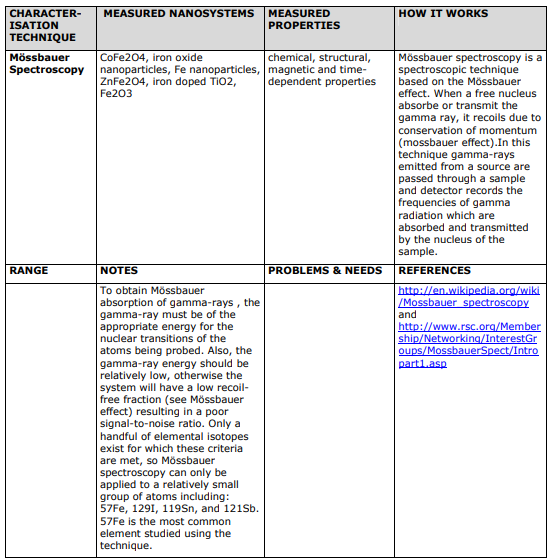 CHARACTER-
ISATION
TECHNIQUE
MEASURED NANOSYSTEMS
MEASURED
PROPERTIES
HOW IT WORKS
Mössbauer
Spectroscopy
CoFe2O4, iron oxide
nanoparticles, Fe nanoparticles,
ZnFe2O4, iron doped TiO2,
Fe2O3
chemical, structural,
magnetic and time-
dependent properties
Mössbauer spectroscopy is a
spectroscopic technique
based on the Mössbauer
effect. When a free nucleus
absorbe or transmit the
gamma ray, it recoils due to
conservation of momentum
(mossbauer effect).In this
technique gamma-rays
emitted from a source are
passed through a sample
and detector records the
frequencies of gamma
radiation which are
absorbed and transmitted
by the nucleus of the
sample.
RANGE
NOTES
PROBLEMS & NEEDS
REFERENCES
To obtain Mössbauer
absorption of gamma-rays , the
gamma-ray must be of the
appropriate energy for the
nuclear transitions of the
atoms being probed. Also, the
gamma-ray energy should be
relatively low, otherwise the
system will have a low recoil-
free fraction (see Mössbauer
effect) resulting in a poor
signal-to-noise ratio. Only a
handful of elemental isotopes
exist for which these criteria
are met, so Mössbauer
spectroscopy can only be
applied to a relatively small
group of atoms including:
57Fe, 129I, 119Sn, and 121Sb.
57Fe is the most common
element studied using the
technique.
http://en.wikipedia.org/wiki
/Mossbauer_spectroscopy
and
http://www.rsc.org/Member
ship/Networking/InterestGr
oups/MossbauerSpect/Intro
part1.asp